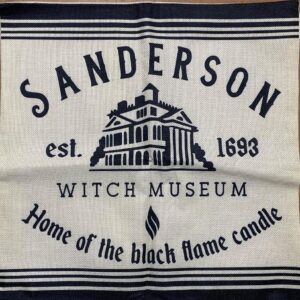 SANDERSON
est. 1693
WITCH MUSEUM
Home of the black flame candle